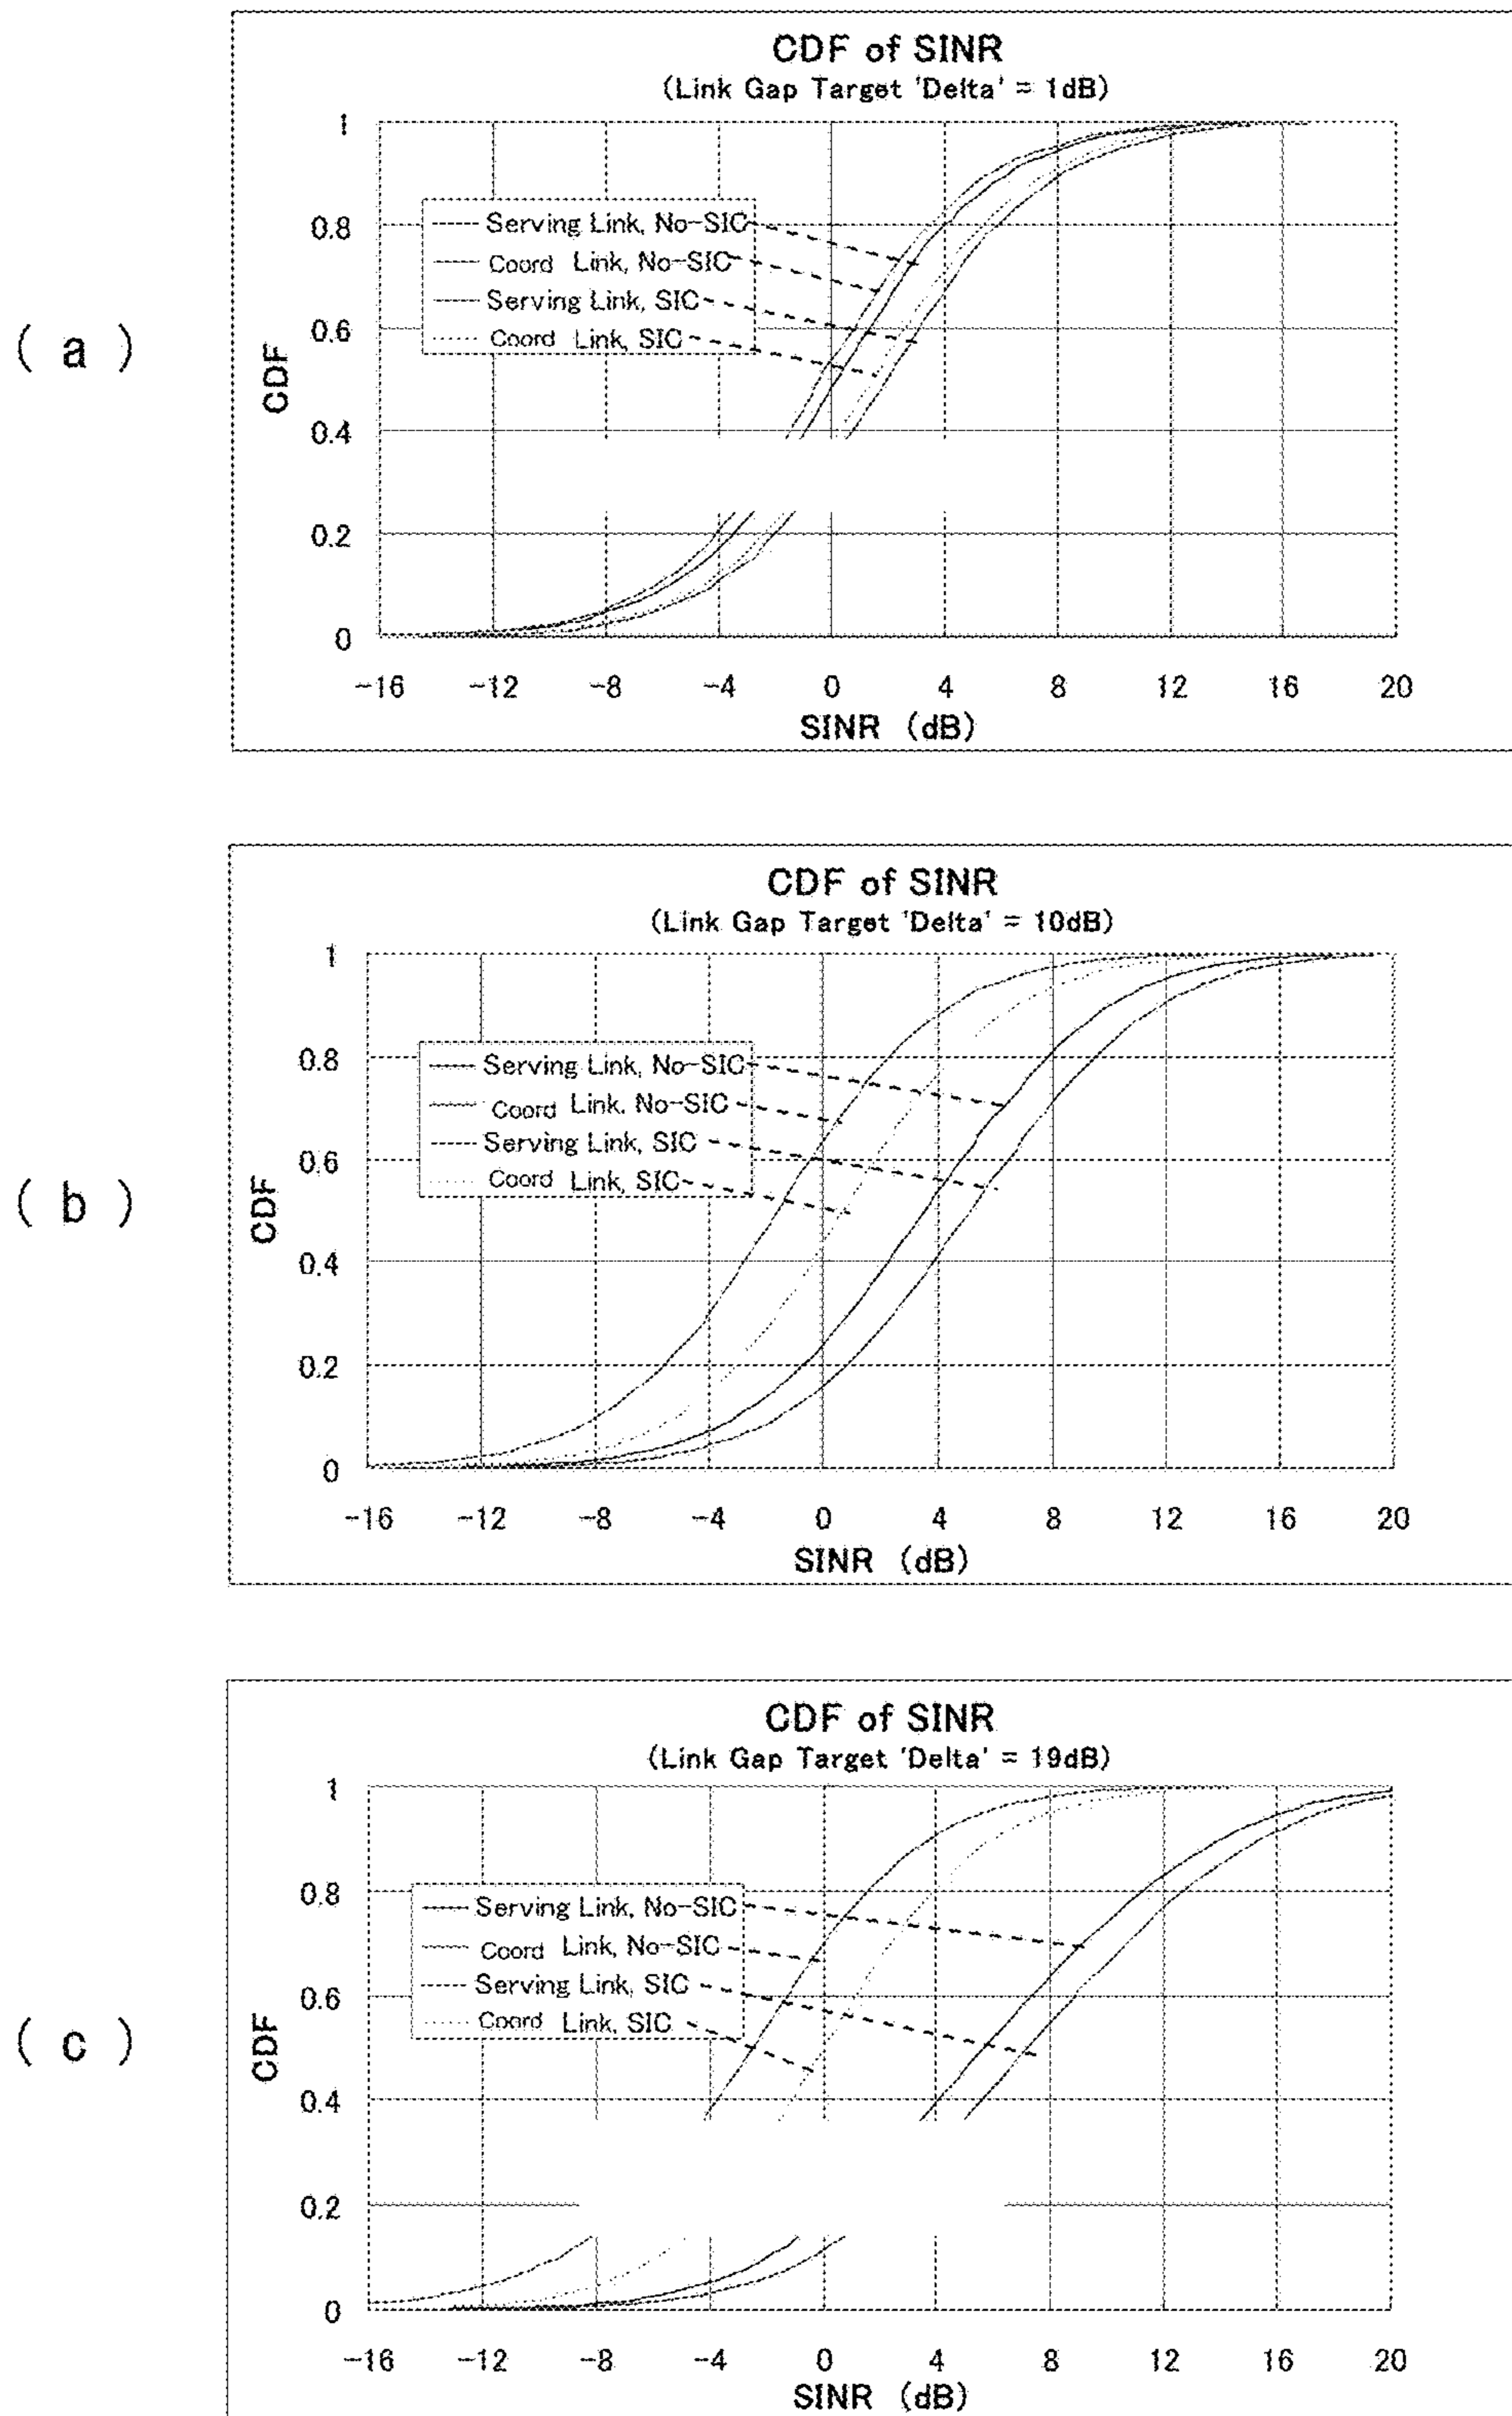 ( a )
CDF of SINR
(Link Gap Target 'Delta' = 1dB)
1
0.8
0.6
0.4
0.2
0
CDF
Serving Link, No-SIC
Coord Link, No-SIC
Serving Link, SIC
Coord Link, SIC
-16 -12 -8 -4 0 4 8 12 16 20
SINR (dB)
( b )
CDF of SINR
(Link Gap Target 'Delta' = 10dB)
1
0.8
0.6
0.4
0.2
0
CDF
Serving Link, No-SIC
Coord Link, No-SIC
Serving Link, SIC
Coord Link, SIC
-16 -12 -8 -4 0 4 8 12 16 20
SINR (dB)
( c )
CDF of SINR
(Link Gap Target 'Delta' = 19dB)
1
0.8
0.6
0.4
0.2
0
CDF
Serving Link, No-SIC
Coord Link, No-SIC
Serving Link, SIC
Coord Link, SIC
-16 -12 -8 -4 0 4 8 12 16 20
SINR (dB)